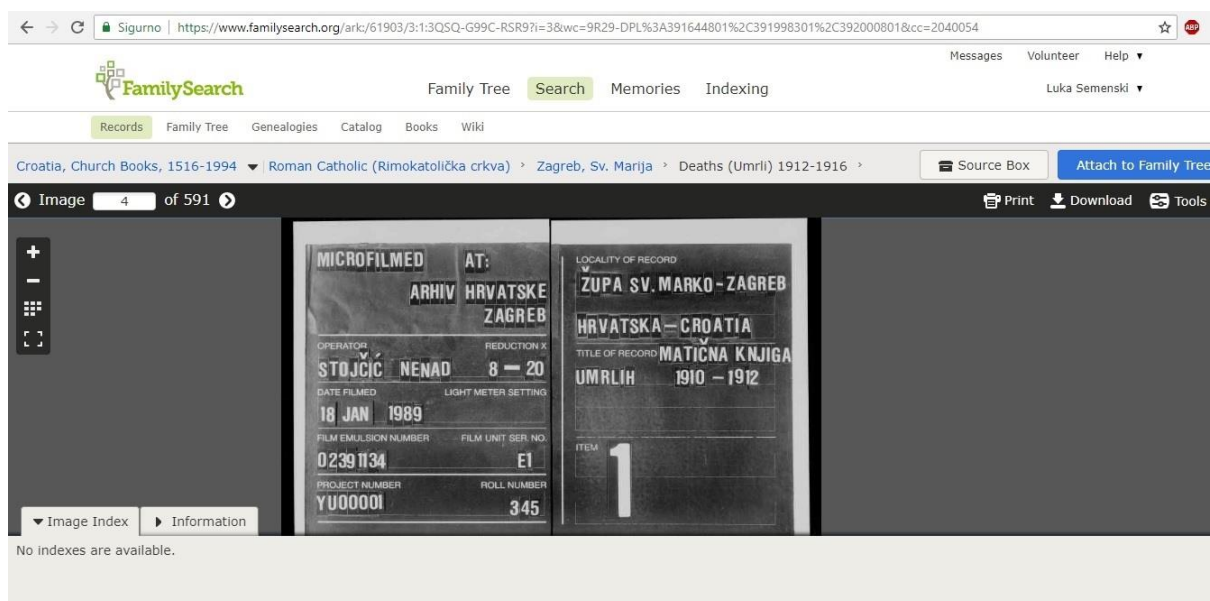 Sigurno | https://www.familysearch.org/ark:/61903/3:1:3QSQ-G99C-RSR9?i=3&wc=9R29-DPL%3A391644801%2C391998301%2C392000801&cc=2040054
ABP
Messages Volunteer Help ▼
FamilySearch Family Tree Search Memories Indexing Luka Semenski ▼
Records Family Tree Genealogies Catalog Books Wiki
Croatia, Church Books, 1516-1994 ▼ | Roman Catholic (Rimokatolička crkva) › Zagreb, Sv. Marija › Deaths (Umrli) 1912-1916 › Source Box Attach to Family Tree
Image 4 of 591 Print Download Tools
MICROFILMED AT:
ARHIV HRVATSKE
ZAGREB
OPERATOR REDUCTION X
STOJČIĆ NENAD 8 — 20
DATE FILMED LIGHT METER SETTING
18 JAN 1989
FILM EMULSION NUMBER FILM UNIT SER. NO.
02391134 E1
PROJECT NUMBER ROLL NUMBER
YU00001 345
LOCALITY OF RECORD
ŽUPA SV. MARKO - ZAGREB
HRVATSKA — CROATIA
TITLE OF RECORD MATIČNA KNJIGA
UMRLIH 1910 — 1912
ITEM 1
▼ Image Index ▶ Information
No indexes are available.